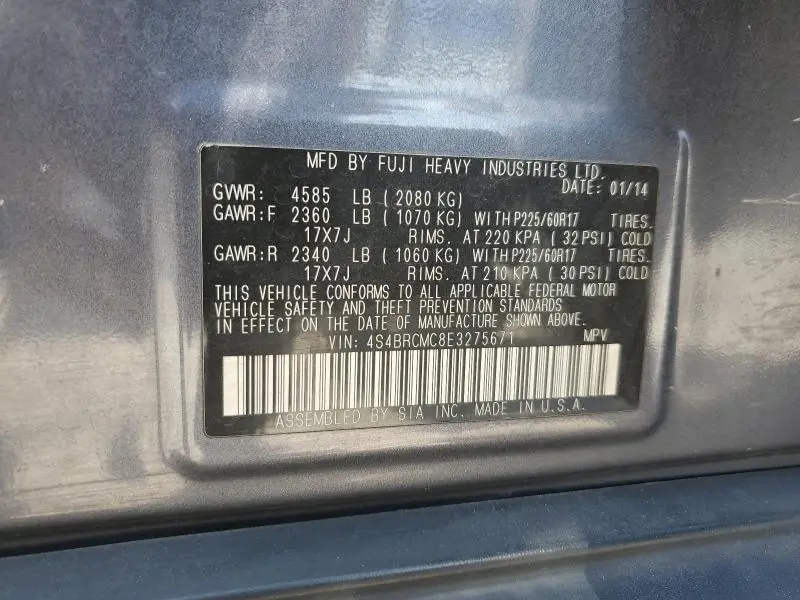 MFD BY FUJI HEAVY INDUSTRIES LTD.
DATE: 01/14
GVWR: 4585 LB (2080 KG)
GAWR:F 2360 LB (1070 KG) WITHP225/60R17 TIRES.
17X7J RIMS. AT 220 KPA (32 PSI) COLD
GAWR:R 2340 LB (1060 KG) WITHP225/60R17 TIRES.
17X7J RIMS. AT 210 KPA (30 PSI) COLD
THIS VEHICLE CONFORMS TO ALL APPLICABLE FEDERAL MOTOR
VEHICLE SAFETY AND THEFT PREVENTION STANDARDS
IN EFFECT ON THE DATE OF MANUFACTURE SHOWN ABOVE.
VIN: 4S4BRCMC8E3275671 MPV
ASSEMBLED BY SIA INC. MADE IN U.S.A.